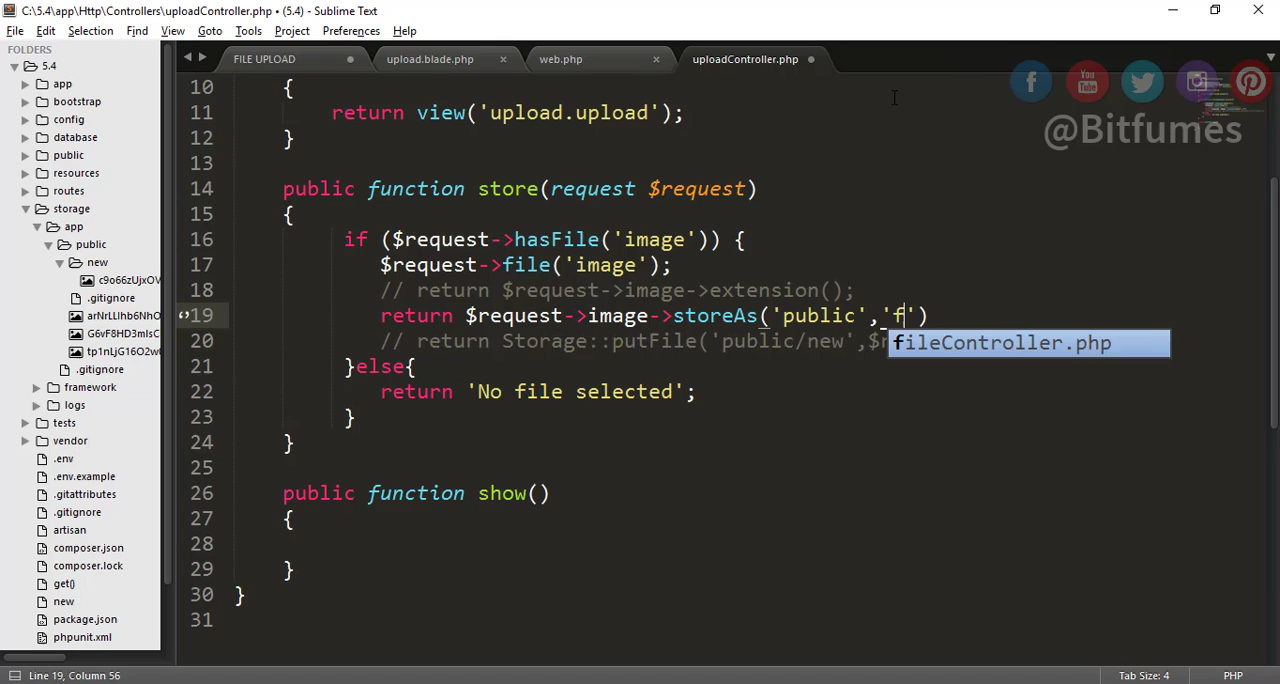 C:\5.4\app\Http\Controllers\uploadController.php • (5.4) - Sublime Text
File Edit Selection Find View Goto Tools Project Preferences Help
FOLDERS
5.4
app
bootstrap
config
database
public
resources
routes
storage
app
public
new
c9o66zUjxOV
.gitignore
arNrLLlhb6NhO
G6vF8HD3mIsC
tp1nLjG16O2w
.gitignore
framework
logs
tests
vendor
.env
.env.example
.gitattributes
.gitignore
artisan
composer.json
composer.lock
get()
new
package.json
phpunit.xml
FILE UPLOAD
upload.blade.php
web.php
uploadController.php
@Bitfumes
10 {
11 return view('upload.upload');
12 }
13
14 public function store(request $request)
15 {
16 if ($request->hasFile('image')) {
17 $request->file('image');
18 // return $request->image->extension();
19 return $request->image->storeAs('public','f')
20 // return Storage::putFile('public/new',$
fileController.php
21 }else{
22 return 'No file selected';
23 }
24 }
25
26 public function show()
27 {
28
29 }
30 }
31
Line 19, Column 56
Tab Size: 4
PHP